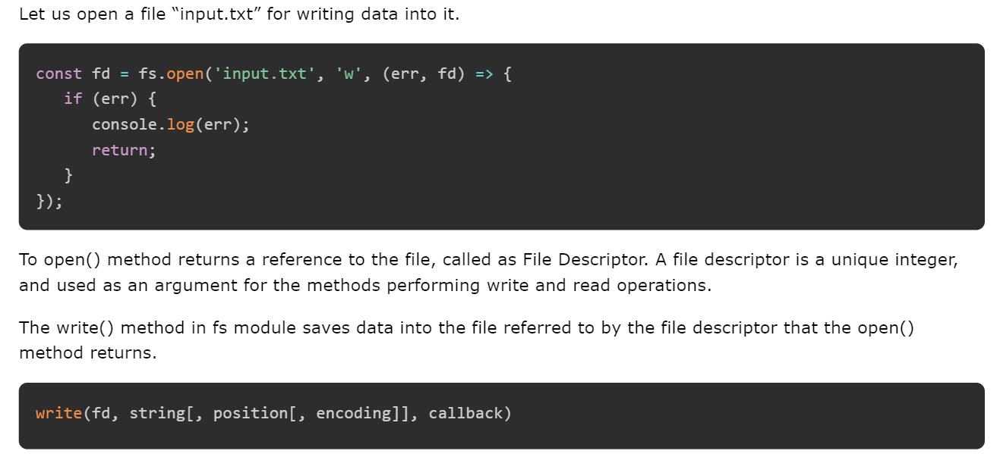 Let us open a file “input.txt” for writing data into it.
const fd = fs.open('input.txt', 'w', (err, fd) => {
   if (err) {
      console.log(err);
      return;
   }
});
To open() method returns a reference to the file, called as File Descriptor. A file descriptor is a unique integer,
and used as an argument for the methods performing write and read operations.
The write() method in fs module saves data into the file referred to by the file descriptor that the open()
method returns.
write(fd, string[, position[, encoding]], callback)